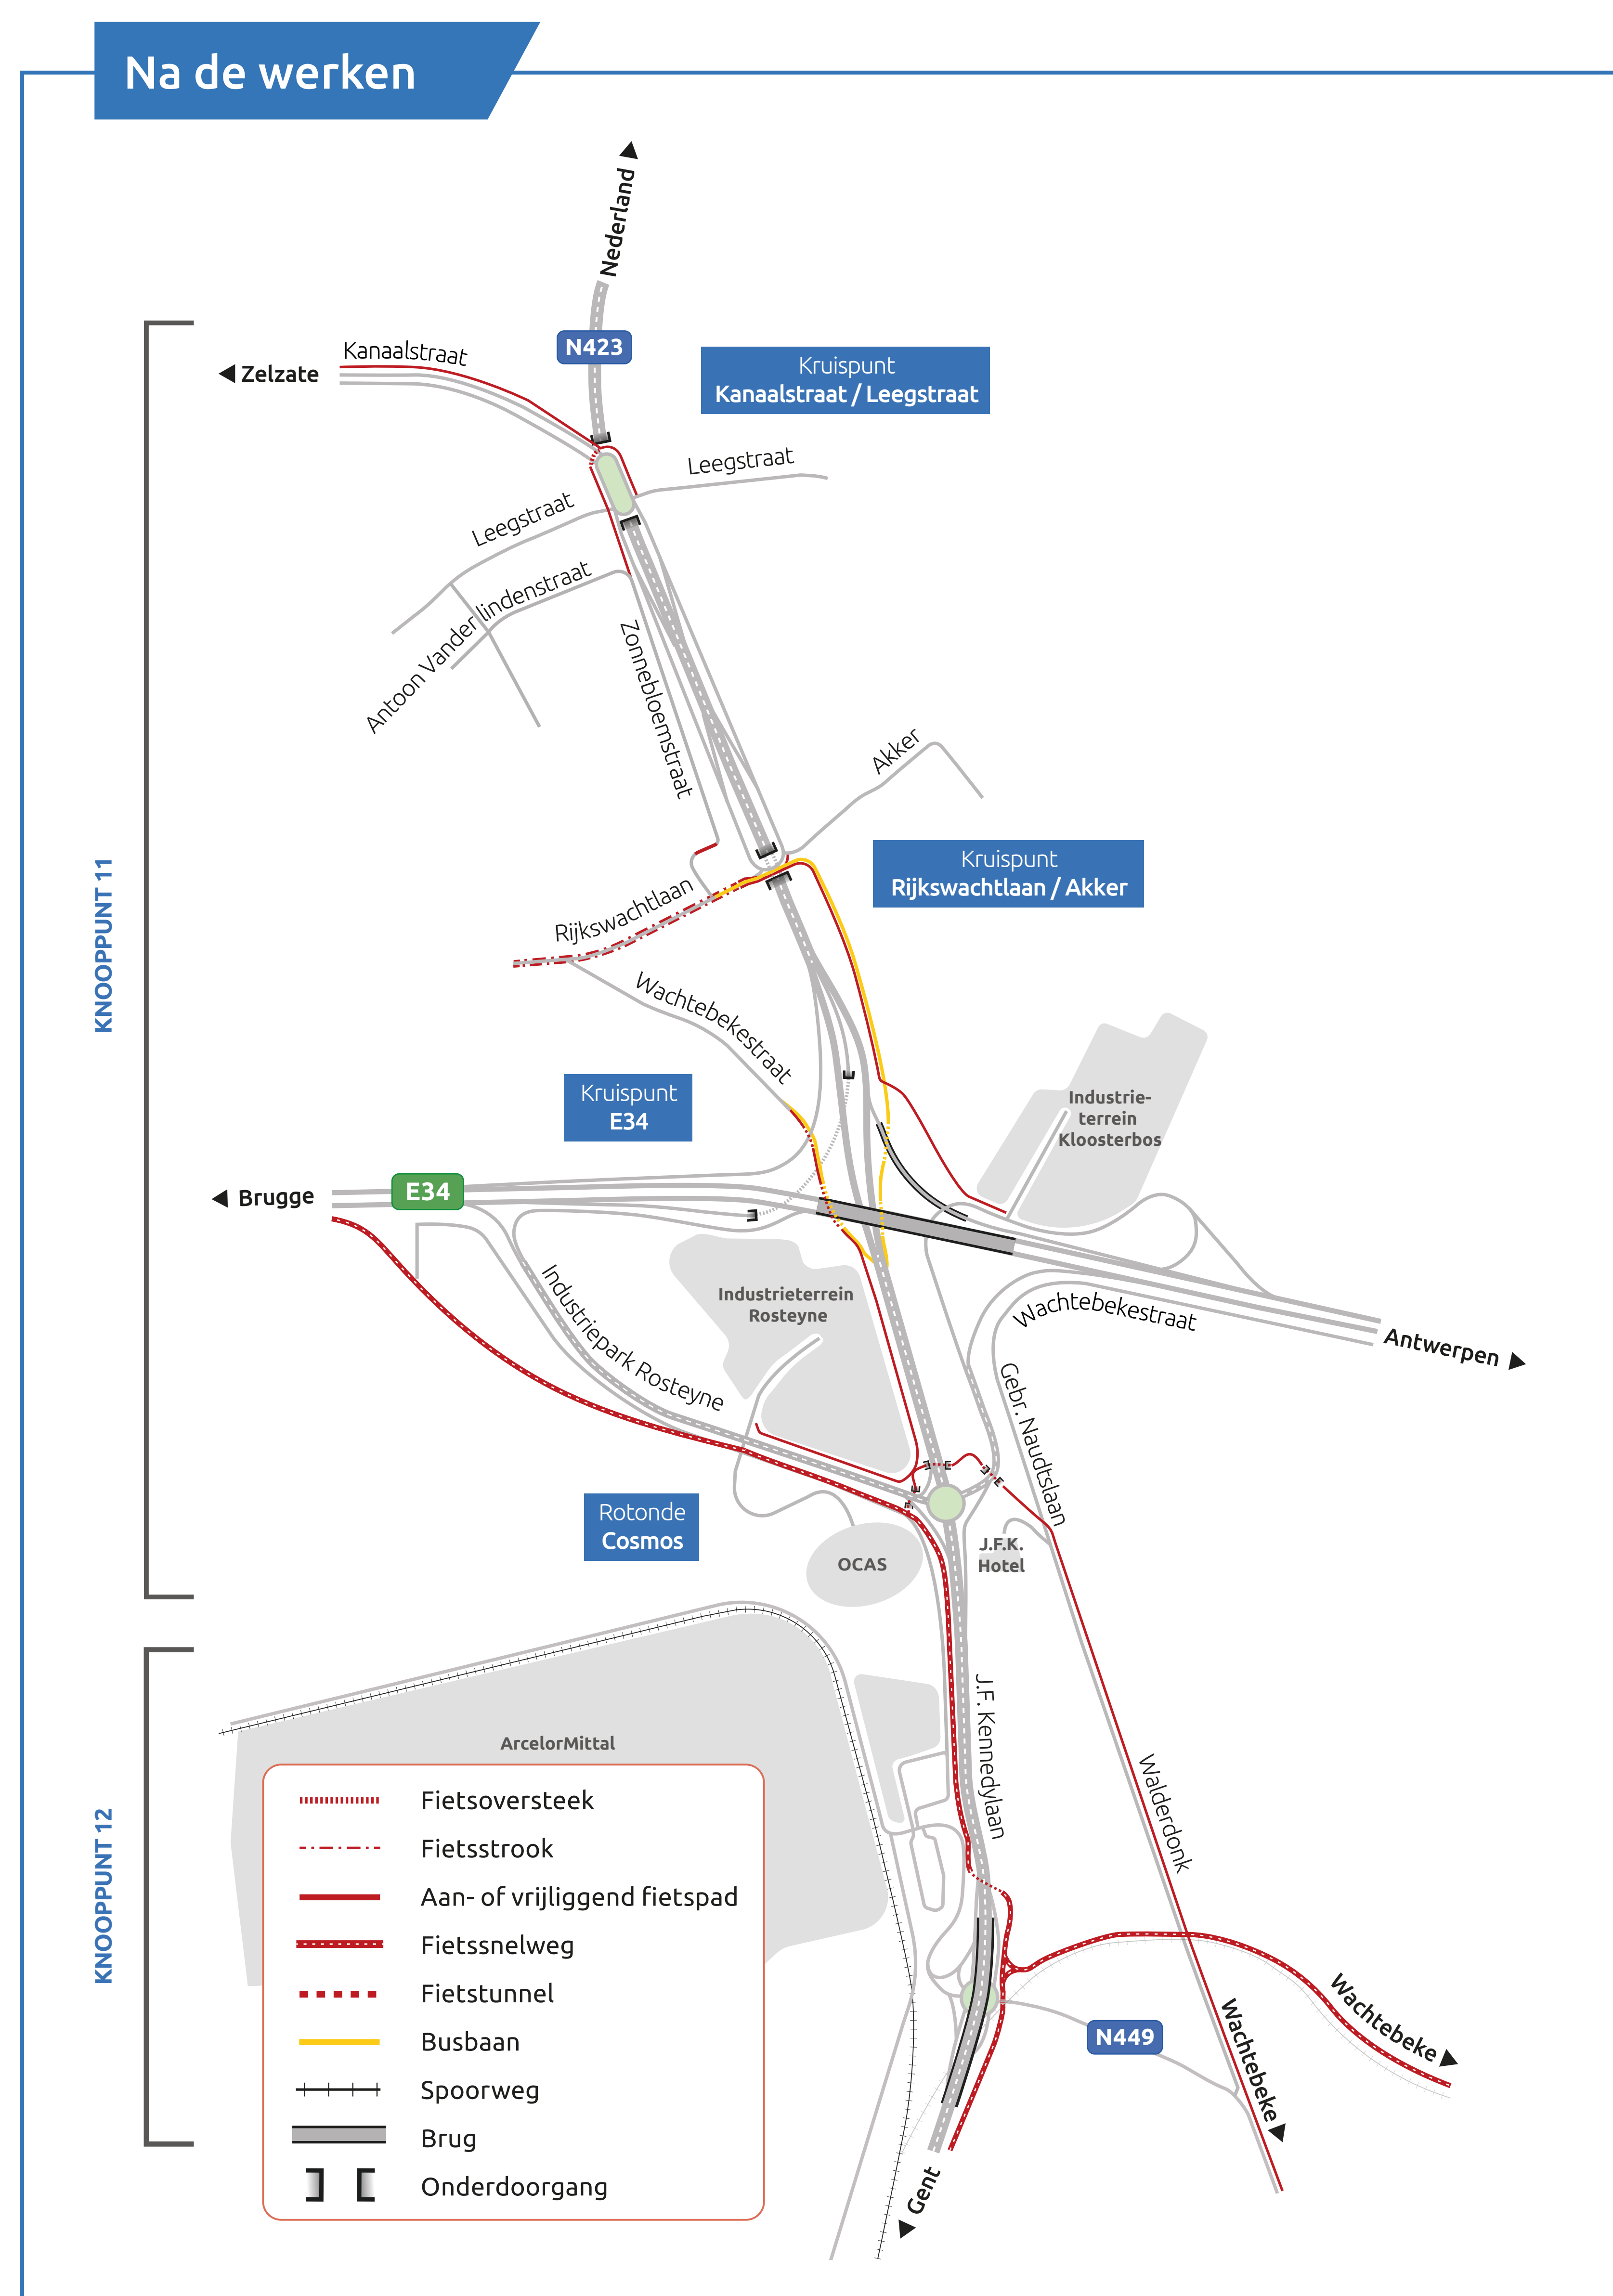 Na de werken
Nederland
N423
Kanaalstraat
Zelzate
Kruispunt
Kanaalstraat / Leegstraat
Leegstraat
Leegstraat
Antoon Vander lindenstraat
Zonnebloemstraat
Akker
KNOOPPUNT 11
Kruispunt
Rijkswachtlaan / Akker
Rijkswachtlaan
Wachtebekestraat
Kruispunt
E34
Industrie-
terrein
Kloosterbos
Brugge
E34
Industrieterrein
Rosteyne
Industriepark Rosteyne
Wachtebekestraat
Antwerpen
Gebr. Naudtslaan
Rotonde
Cosmos
OCAS
J.F.K.
Hotel
J.F. Kennedylaan
ArcelorMittal
Walderdonk
KNOOPPUNT 12
Fietsoversteek
Fietsstrook
Aan- of vrijliggend fietspad
Fietssnelweg
Fietstunnel
Busbaan
Spoorweg
Brug
Onderdoorgang
Wachtebeke
Wachtebeke
N449
Gent